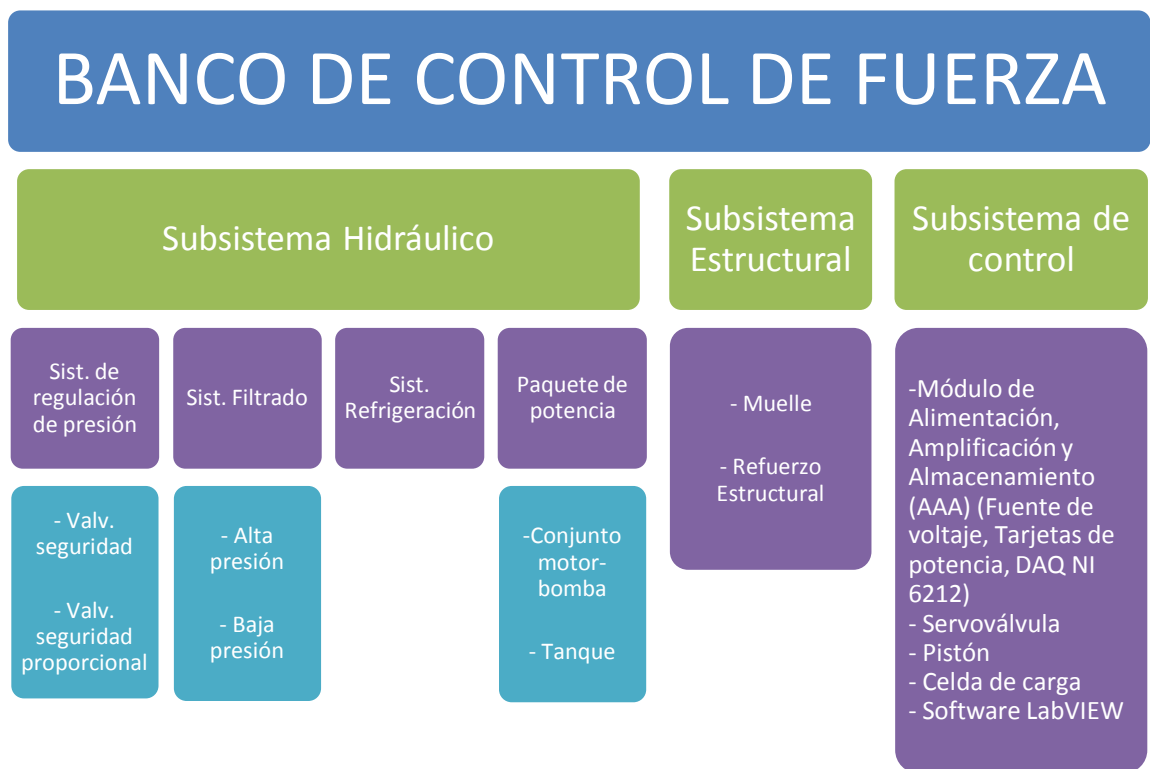 BANCO DE CONTROL DE FUERZA
Subsistema Hidráulico
Subsistema
Estructural
Subsistema de
control
Sist. de
regulación
de presión
Sist. Filtrado
Sist.
Refrigeración
Paquete de
potencia
- Muelle
- Refuerzo
Estructural
-Módulo de
Alimentación,
Amplificación y
Almacenamiento
(AAA) (Fuente de
voltaje, Tarjetas de
potencia, DAQ NI
6212)
- Servoválvula
- Pistón
- Celda de carga
- Software LabVIEW
- Valv.
seguridad
- Valv.
seguridad
proporcional
- Alta
presión
- Baja
presión
-Conjunto
motor-
bomba
- Tanque